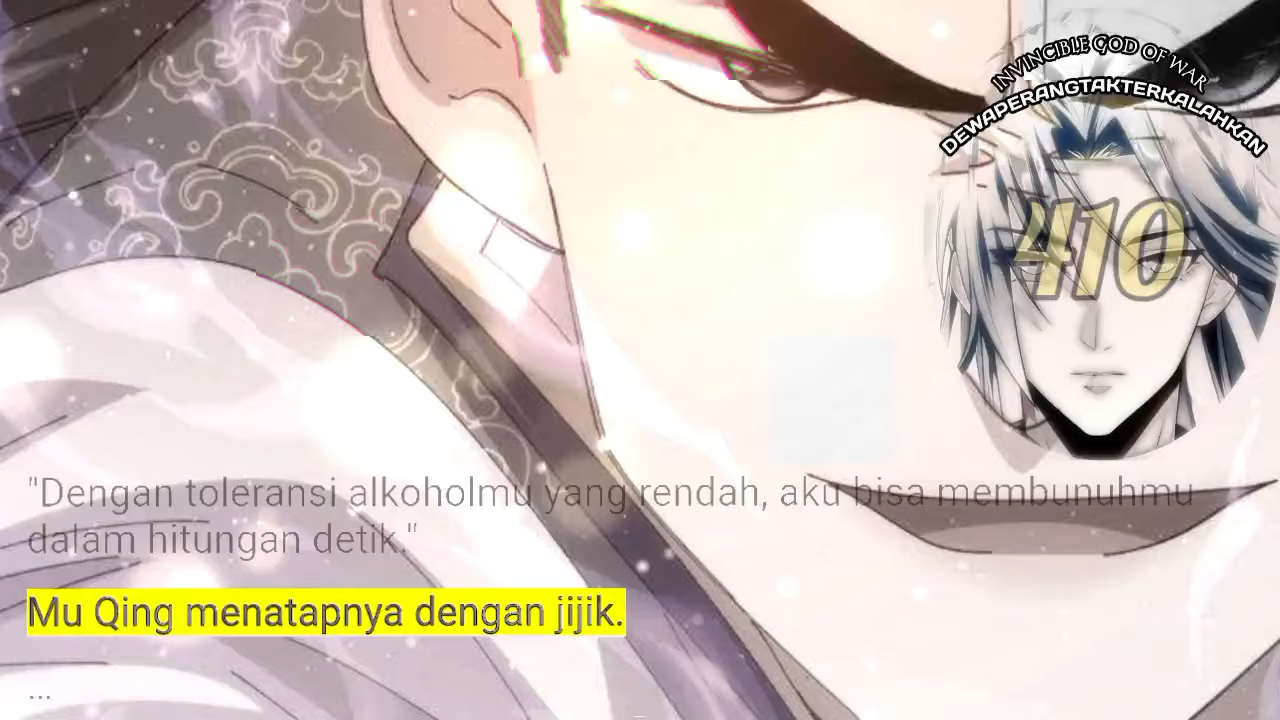 INVINCIBLE GOD OF WAR
DEWAPERANGTAKTERKALAHKAN
410
"Dengan toleransi alkoholmu yang rendah, aku bisa membunuhmu
dalam hitungan detik."
Mu Qing menatapnya dengan jijik.
...